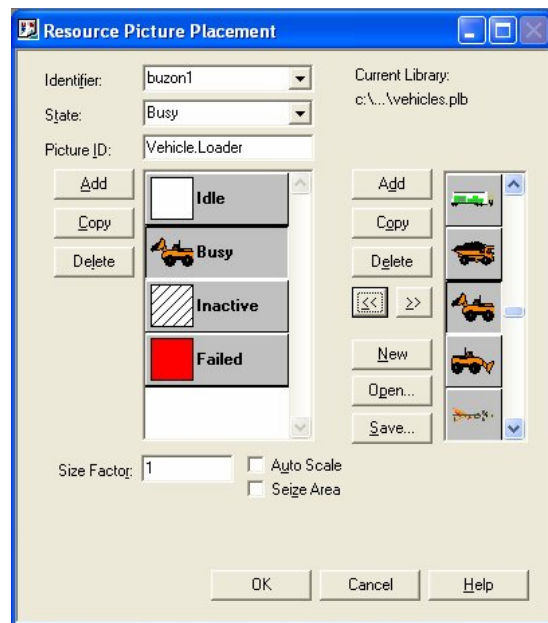 Resource Picture Placement
Identifier: buzon1
State: Busy
Picture ID: Vehicle.Loader
Current Library:
c:\...\vehicles.plb
Add
Copy
Delete
Idle
Busy
Inactive
Failed
Add
Copy
Delete
<< >>
New
Open...
Save...
Size Factor: 1
Auto Scale
Seize Area
OK Cancel Help